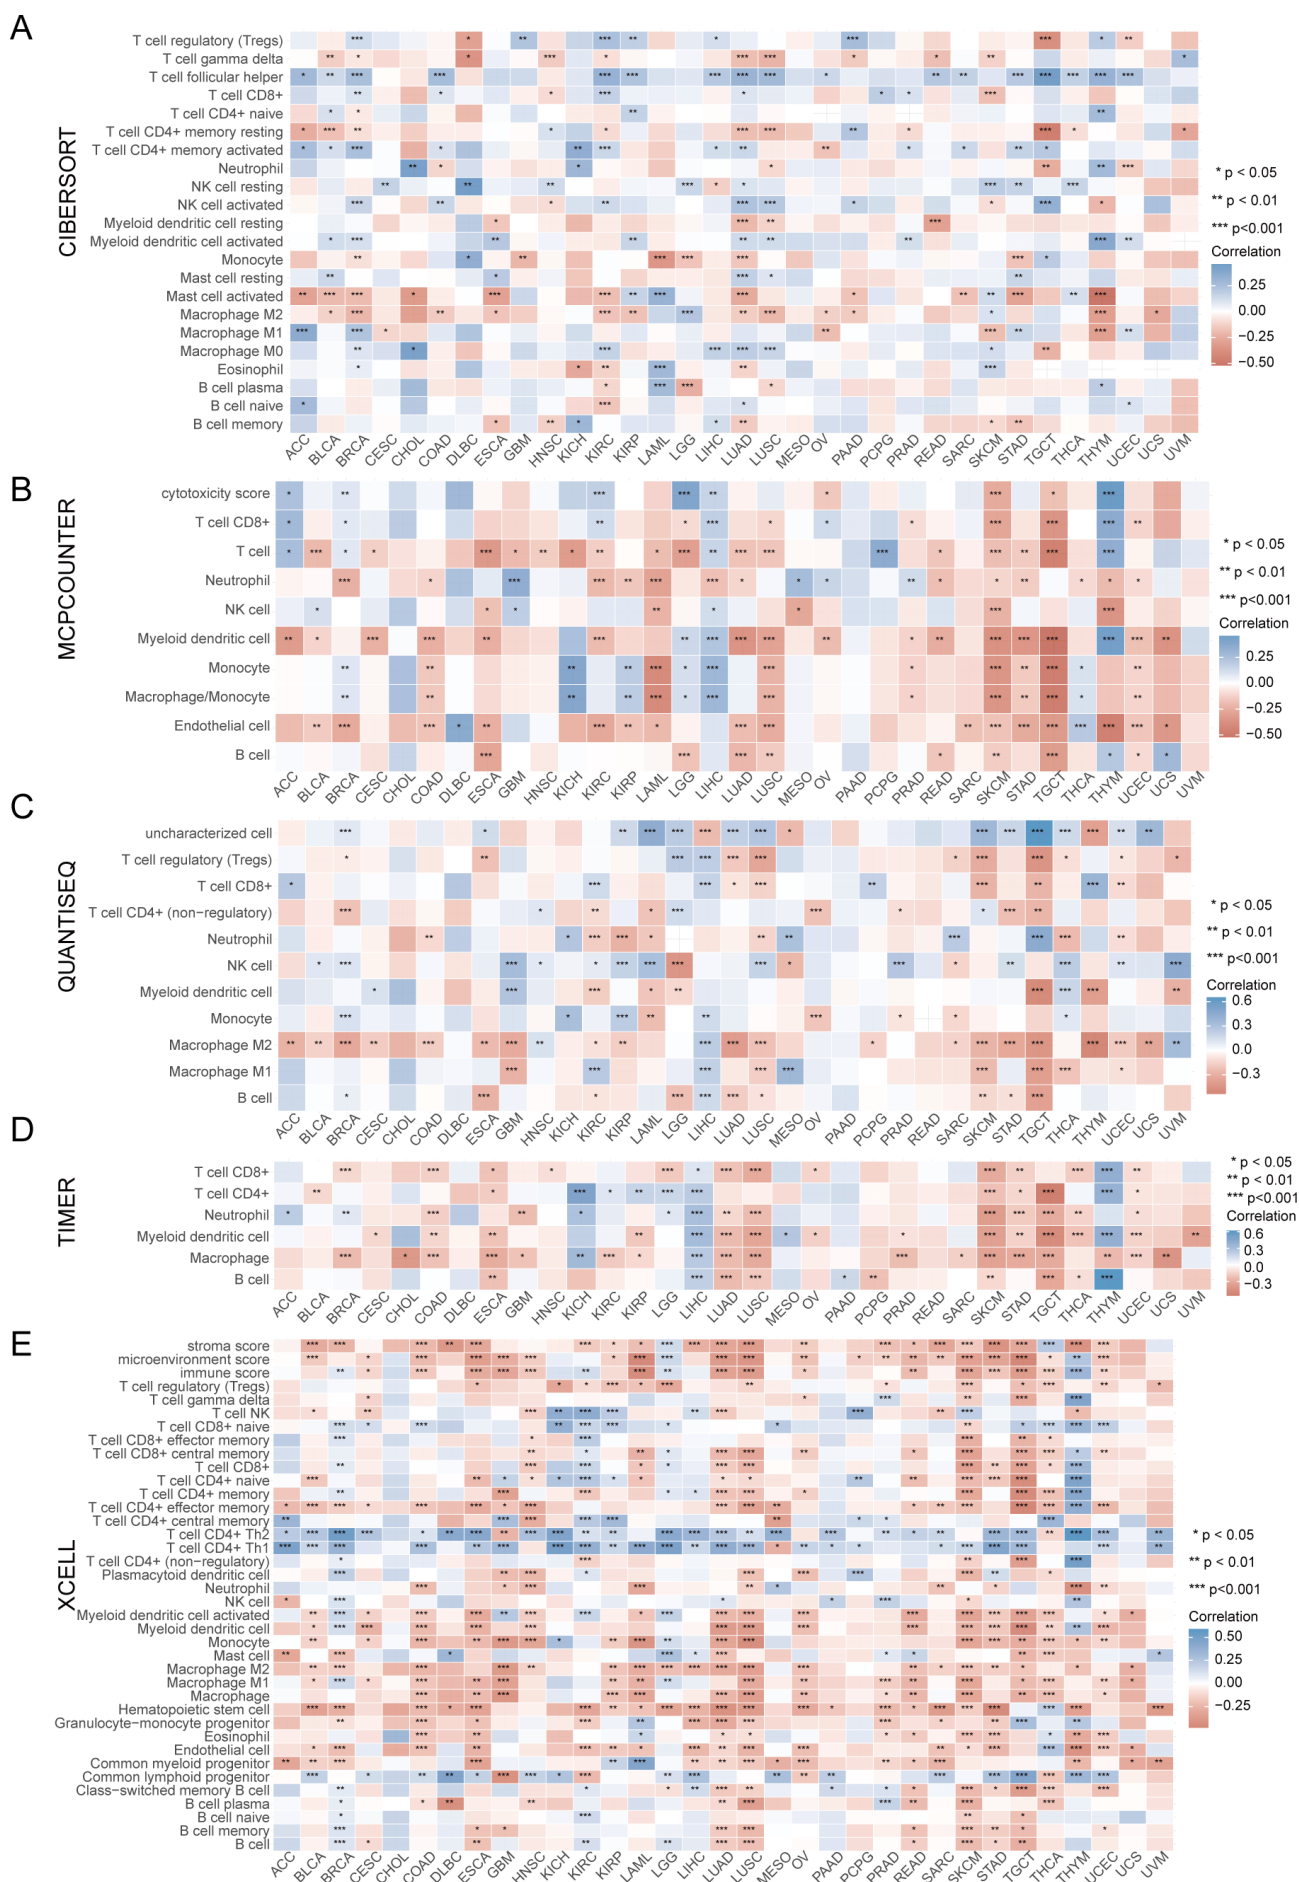 A
CIBERSORT
T cell regulatory (Tregs)
T cell gamma delta
T cell follicular helper
T cell CD8+
T cell CD4+ naive
T cell CD4+ memory resting
T cell CD4+ memory activated
Neutrophil
NK cell resting
NK cell activated
Myeloid dendritic cell resting
Myeloid dendritic cell activated
Monocyte
Mast cell resting
Mast cell activated
Macrophage M2
Macrophage M1
Macrophage M0
Eosinophil
B cell plasma
B cell naive
B cell memory
ACC BLCA BRCA CESC CHOL COAD DLBC ESCA GBM HNSC KICH KIRC KIRP LAML LGG LIHC LUAD LUSC MESO OV PAAD PCPG PRAD READ SARC SKCM STAD TGCT THCA THYM UCEC UCS UVM
* p < 0.05
** p < 0.01
*** p<0.001
Correlation
0.25
0.00
−0.25
−0.50
B
MCPCOUNTER
cytotoxicity score
T cell CD8+
T cell
Neutrophil
NK cell
Myeloid dendritic cell
Monocyte
Macrophage/Monocyte
Endothelial cell
B cell
ACC BLCA BRCA CESC CHOL COAD DLBC ESCA GBM HNSC KICH KIRC KIRP LAML LGG LIHC LUAD LUSC MESO OV PAAD PCPG PRAD READ SARC SKCM STAD TGCT THCA THYM UCEC UCS UVM
* p < 0.05
** p < 0.01
*** p<0.001
Correlation
0.25
0.00
−0.25
−0.50
C
QUANTISEQ
uncharacterized cell
T cell regulatory (Tregs)
T cell CD8+
T cell CD4+ (non−regulatory)
Neutrophil
NK cell
Myeloid dendritic cell
Monocyte
Macrophage M2
Macrophage M1
B cell
ACC BLCA BRCA CESC CHOL COAD DLBC ESCA GBM HNSC KICH KIRC KIRP LAML LGG LIHC LUAD LUSC MESO OV PAAD PCPG PRAD READ SARC SKCM STAD TGCT THCA THYM UCEC UCS UVM
* p < 0.05
** p < 0.01
*** p<0.001
Correlation
0.6
0.3
0.0
−0.3
D
TIMER
T cell CD8+
T cell CD4+
Neutrophil
Myeloid dendritic cell
Macrophage
B cell
ACC BLCA BRCA CESC CHOL COAD DLBC ESCA GBM HNSC KICH KIRC KIRP LGG LIHC LUAD LUSC MESO OV PAAD PCPG PRAD READ SARC SKCM STAD TGCT THCA THYM UCEC UCS UVM
* p < 0.05
** p < 0.01
*** p<0.001
Correlation
0.6
0.3
0.0
−0.3
E
XCELL
stroma score
microenvironment score
immune score
T cell regulatory (Tregs)
T cell gamma delta
T cell NK
T cell CD8+ naive
T cell CD8+ effector memory
T cell CD8+ central memory
T cell CD8+
T cell CD4+ naive
T cell CD4+ memory
T cell CD4+ effector memory
T cell CD4+ central memory
T cell CD4+ Th2
T cell CD4+ Th1
T cell CD4+ (non−regulatory)
Plasmacytoid dendritic cell
Neutrophil
NK cell
Myeloid dendritic cell activated
Myeloid dendritic cell
Monocyte
Mast cell
Macrophage M2
Macrophage M1
Macrophage
Hematopoietic stem cell
Granulocyte−monocyte progenitor
Eosinophil
Endothelial cell
Common myeloid progenitor
Common lymphoid progenitor
Class−switched memory B cell
B cell plasma
B cell naive
B cell memory
B cell
ACC BLCA BRCA CESC CHOL COAD DLBC ESCA GBM HNSC KICH KIRC KIRP LAML LGG LIHC LUAD LUSC MESO OV PAAD PCPG PRAD READ SARC SKCM STAD TGCT THCA THYM UCEC UCS UVM
* p < 0.05
** p < 0.01
*** p<0.001
Correlation
0.50
0.25
0.00
−0.25